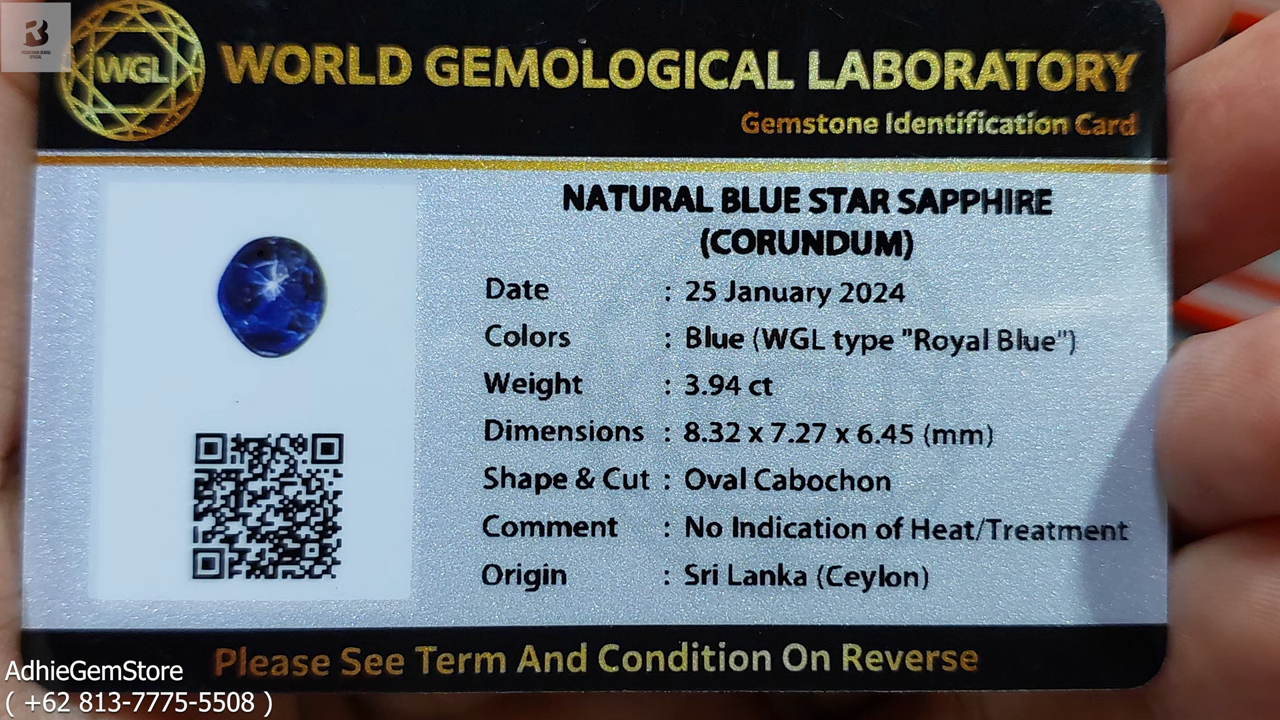 WGL
WORLD GEMOLOGICAL LABORATORY
Gemstone Identification Card
NATURAL BLUE STAR SAPPHIRE
(CORUNDUM)
Date : 25 January 2024
Colors : Blue (WGL type "Royal Blue")
Weight : 3.94 ct
Dimensions : 8.32 x 7.27 x 6.45 (mm)
Shape & Cut : Oval Cabochon
Comment : No Indication of Heat/Treatment
Origin : Sri Lanka (Ceylon)
Please See Term And Condition On Reverse
AdhieGemStore
( +62 813-7775-5508 )